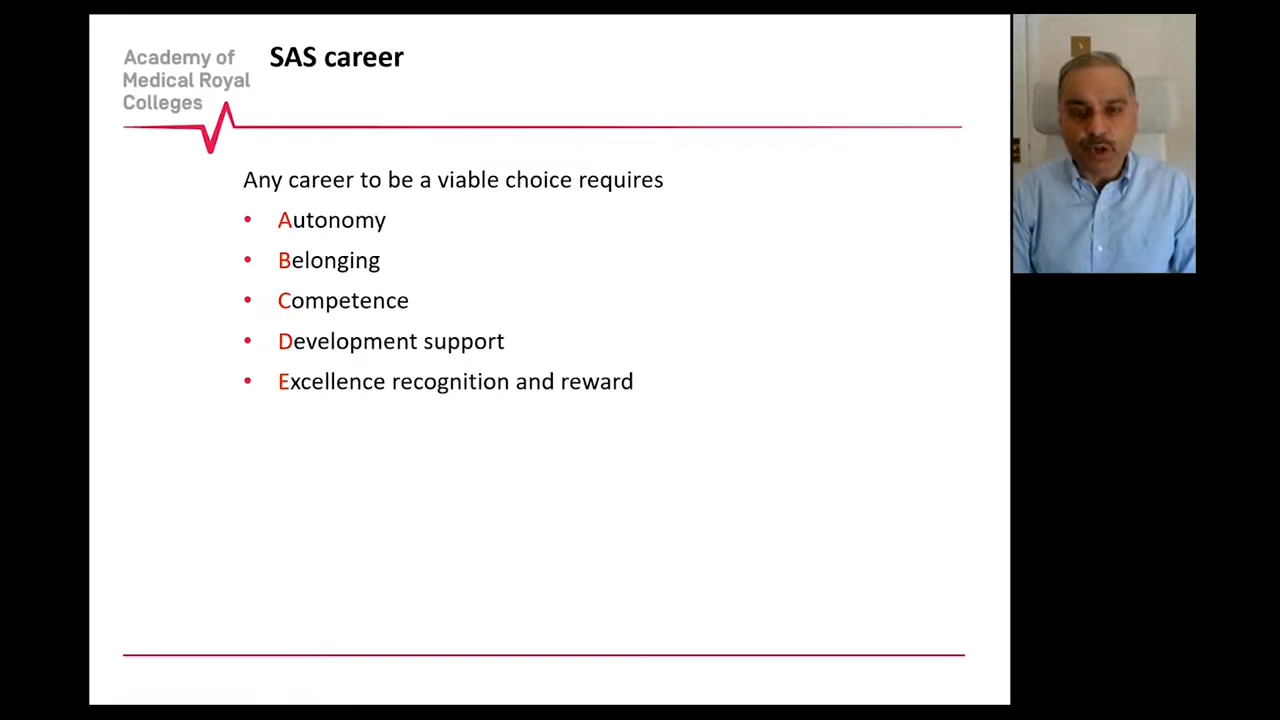 Academy of
Medical Royal
Colleges
SAS career
Any career to be a viable choice requires
• Autonomy
• Belonging
• Competence
• Development support
• Excellence recognition and reward